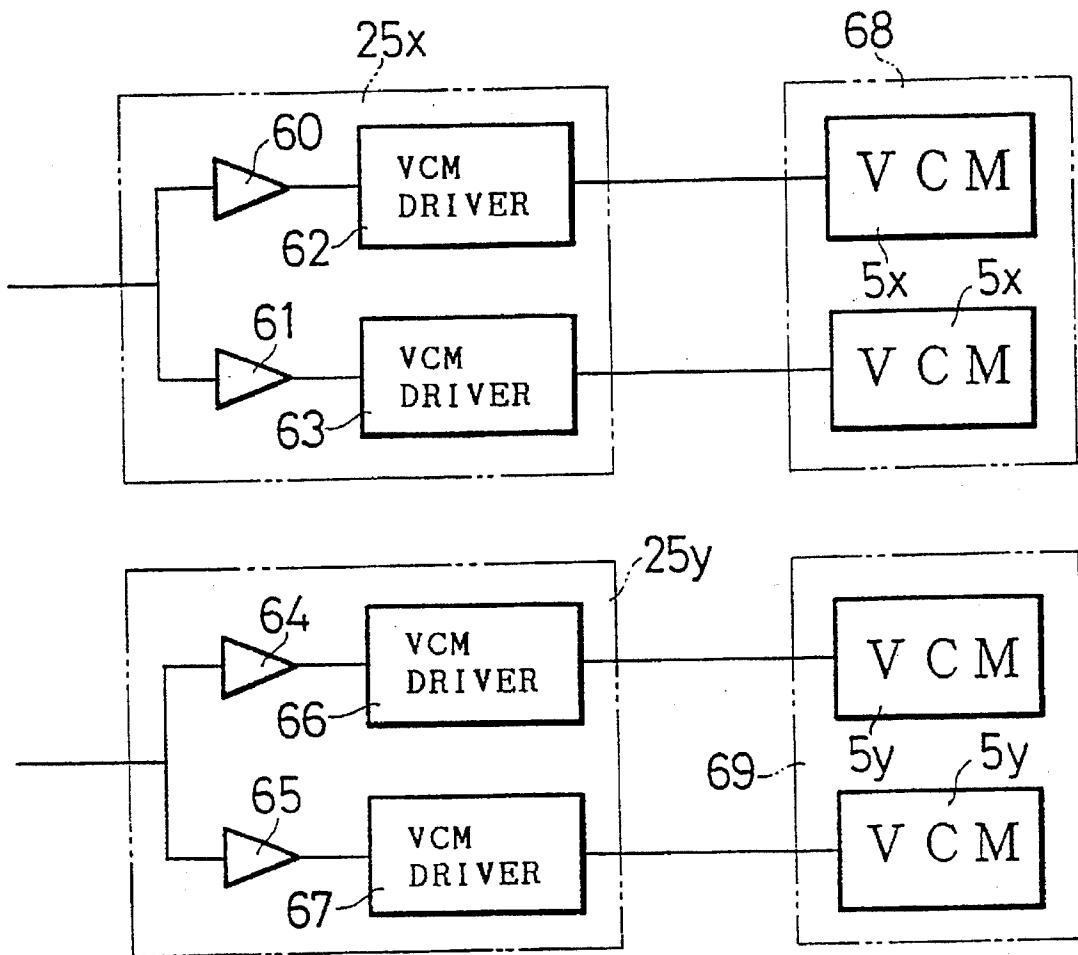 25x
68
60
VCM
DRIVER
62
V C M
5x
5x
61
VCM
DRIVER
63
V C M
25y
64
VCM
DRIVER
66
V C M
5y
5y
69
65
VCM
DRIVER
67
V C M